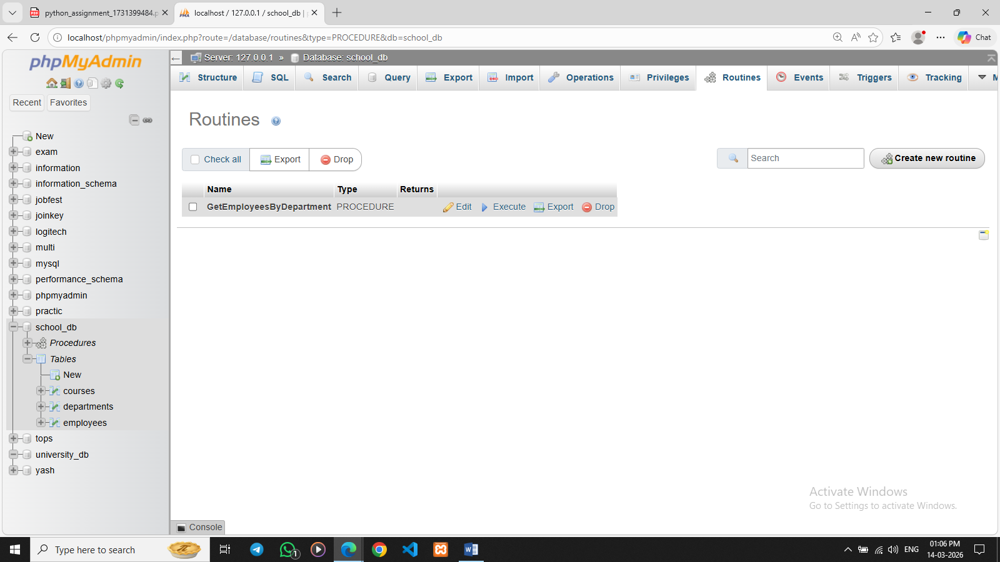 python_assignment_1731399484.p
localhost / 127.0.0.1 / school_db |
localhost/phpmyadmin/index.php?route=/database/routines&type=PROCEDURE&db=school_db
Chat
phpMyAdmin
Recent
Favorites
New
exam
information
information_schema
jobfest
joinkey
logitech
multi
mysql
performance_schema
phpmyadmin
practic
school_db
Procedures
Tables
New
courses
departments
employees
tops
university_db
yash
Server: 127.0.0.1 » Database: school_db
Structure
SQL
Search
Query
Export
Import
Operations
Privileges
Routines
Events
Triggers
Tracking
M
Routines
Check all
Export
Drop
Search
Create new routine
Name Type Returns
GetEmployeesByDepartment PROCEDURE Edit Execute Export Drop
Activate Windows
Go to Settings to activate Windows.
Console
Type here to search
1
ENG
01:06 PM
14-03-2026